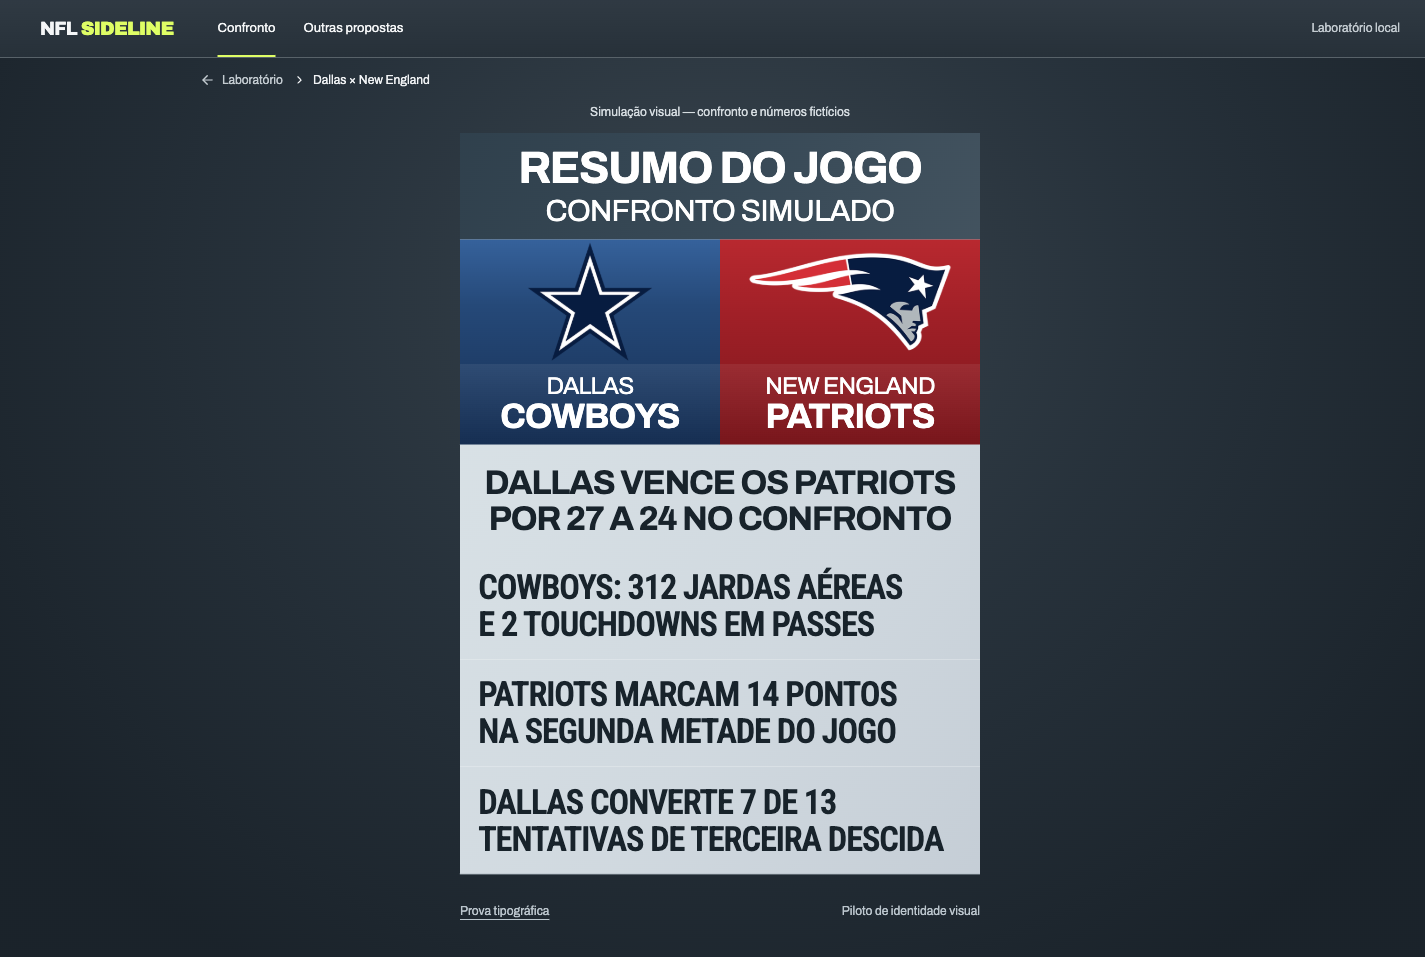 NFL SIDELINE
Confronto
Outras propostas
Laboratório local
Laboratório
Dallas × New England
Simulação visual — confronto e números fictícios
RESUMO DO JOGO
CONFRONTO SIMULADO
DALLAS
COWBOYS
NEW ENGLAND
PATRIOTS
DALLAS VENCE OS PATRIOTS
POR 27 A 24 NO CONFRONTO
COWBOYS: 312 JARDAS AÉREAS
E 2 TOUCHDOWNS EM PASSES
PATRIOTS MARCAM 14 PONTOS
NA SEGUNDA METADE DO JOGO
DALLAS CONVERTE 7 DE 13
TENTATIVAS DE TERCEIRA DESCIDA
Prova tipográfica
Piloto de identidade visual